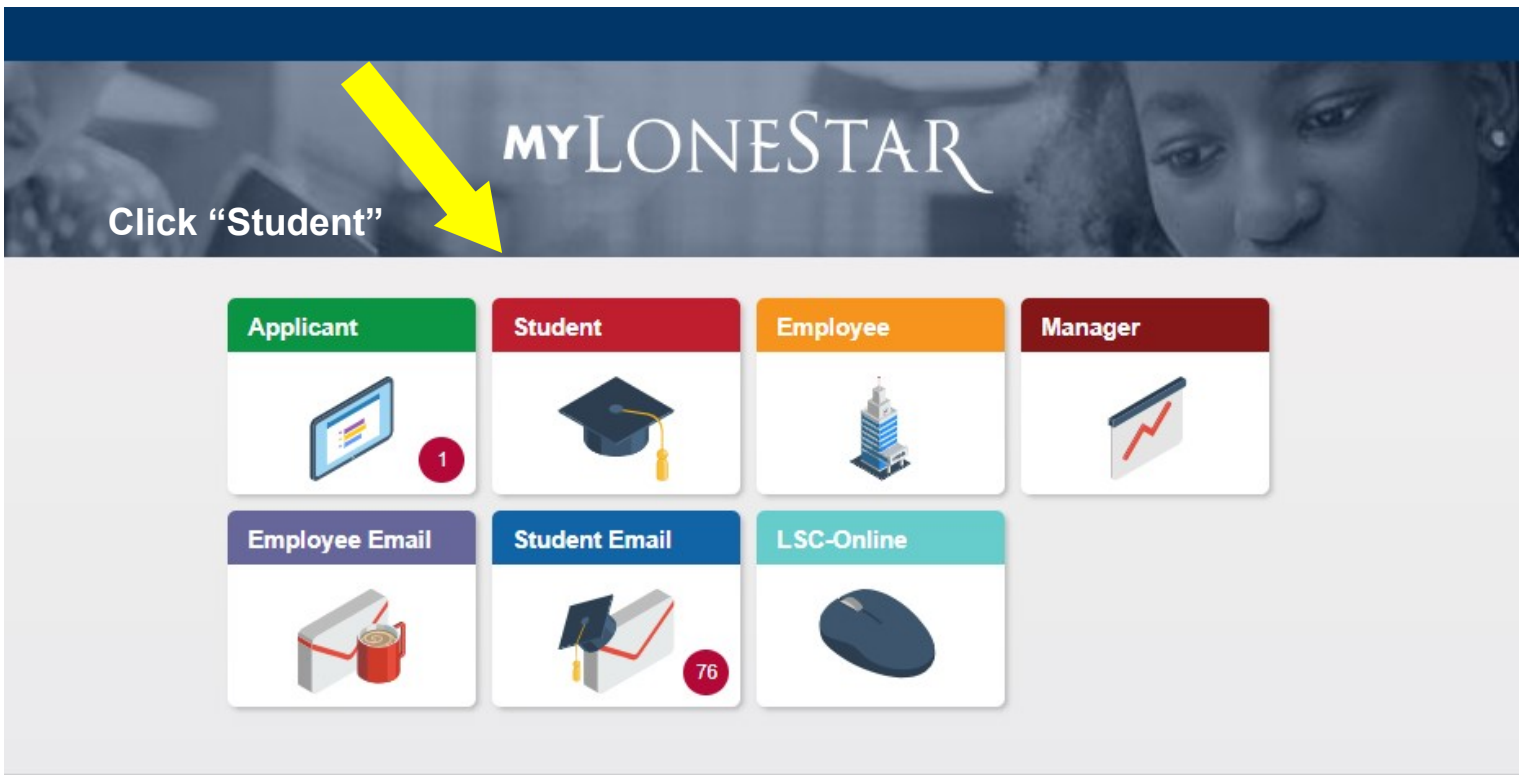 MYLONESTAR
Click “Student”
Applicant
Student
Employee
Manager
1
Employee Email
Student Email
LSC-Online
76